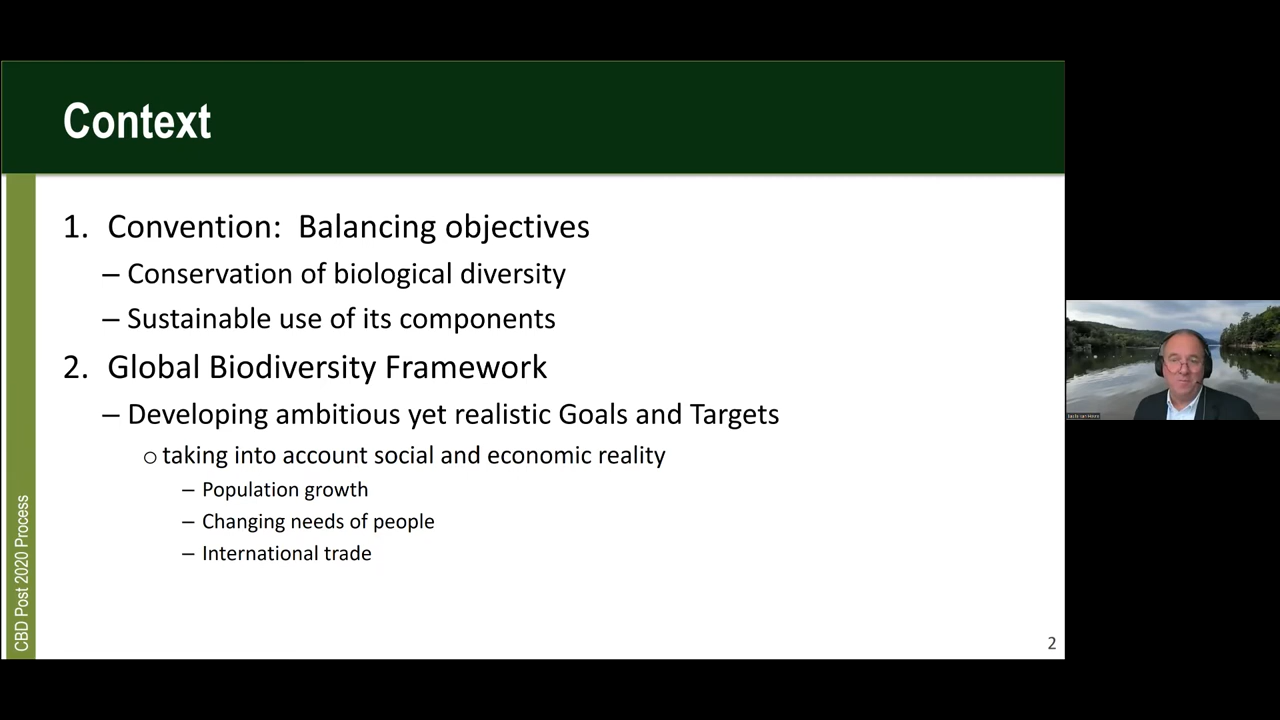 Context
1. Convention: Balancing objectives
– Conservation of biological diversity
– Sustainable use of its components
2. Global Biodiversity Framework
– Developing ambitious yet realistic Goals and Targets
o taking into account social and economic reality
– Population growth
– Changing needs of people
– International trade
CBD Post 2020 Process
2